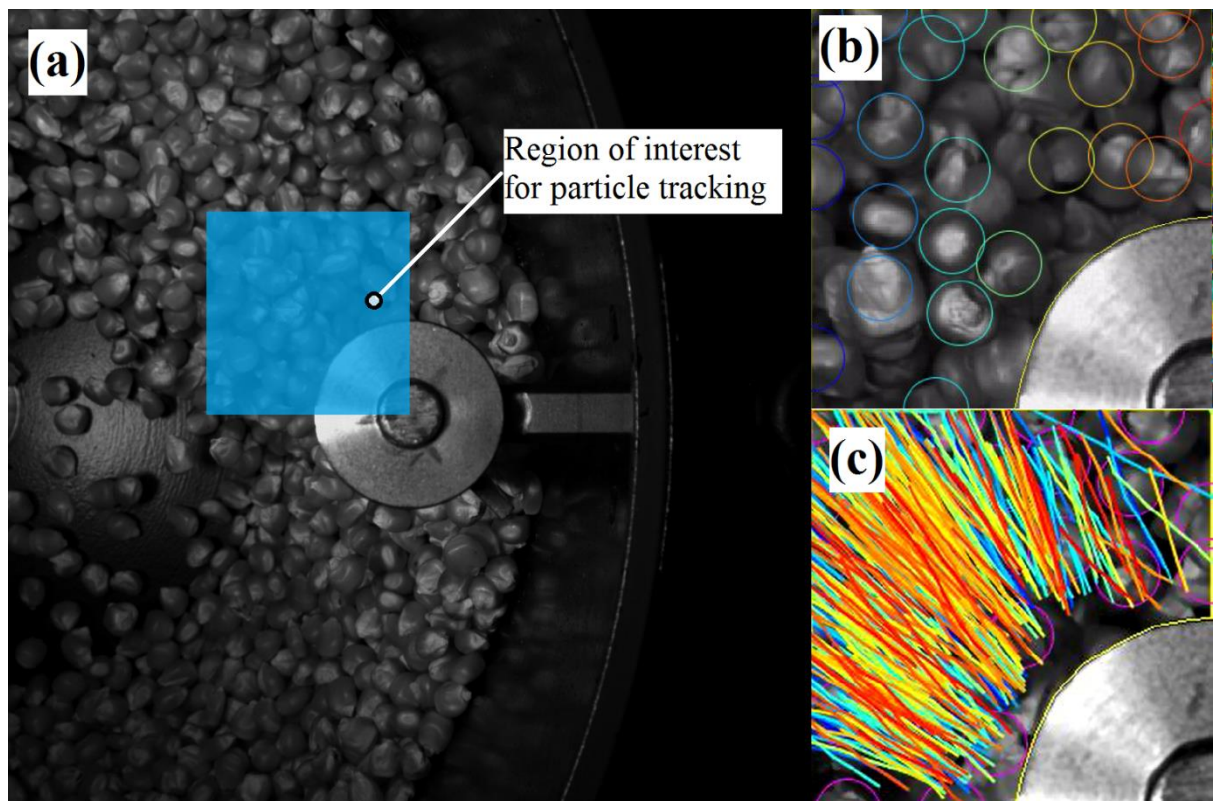 (a)
Region of interest
for particle tracking
(b)
(c)